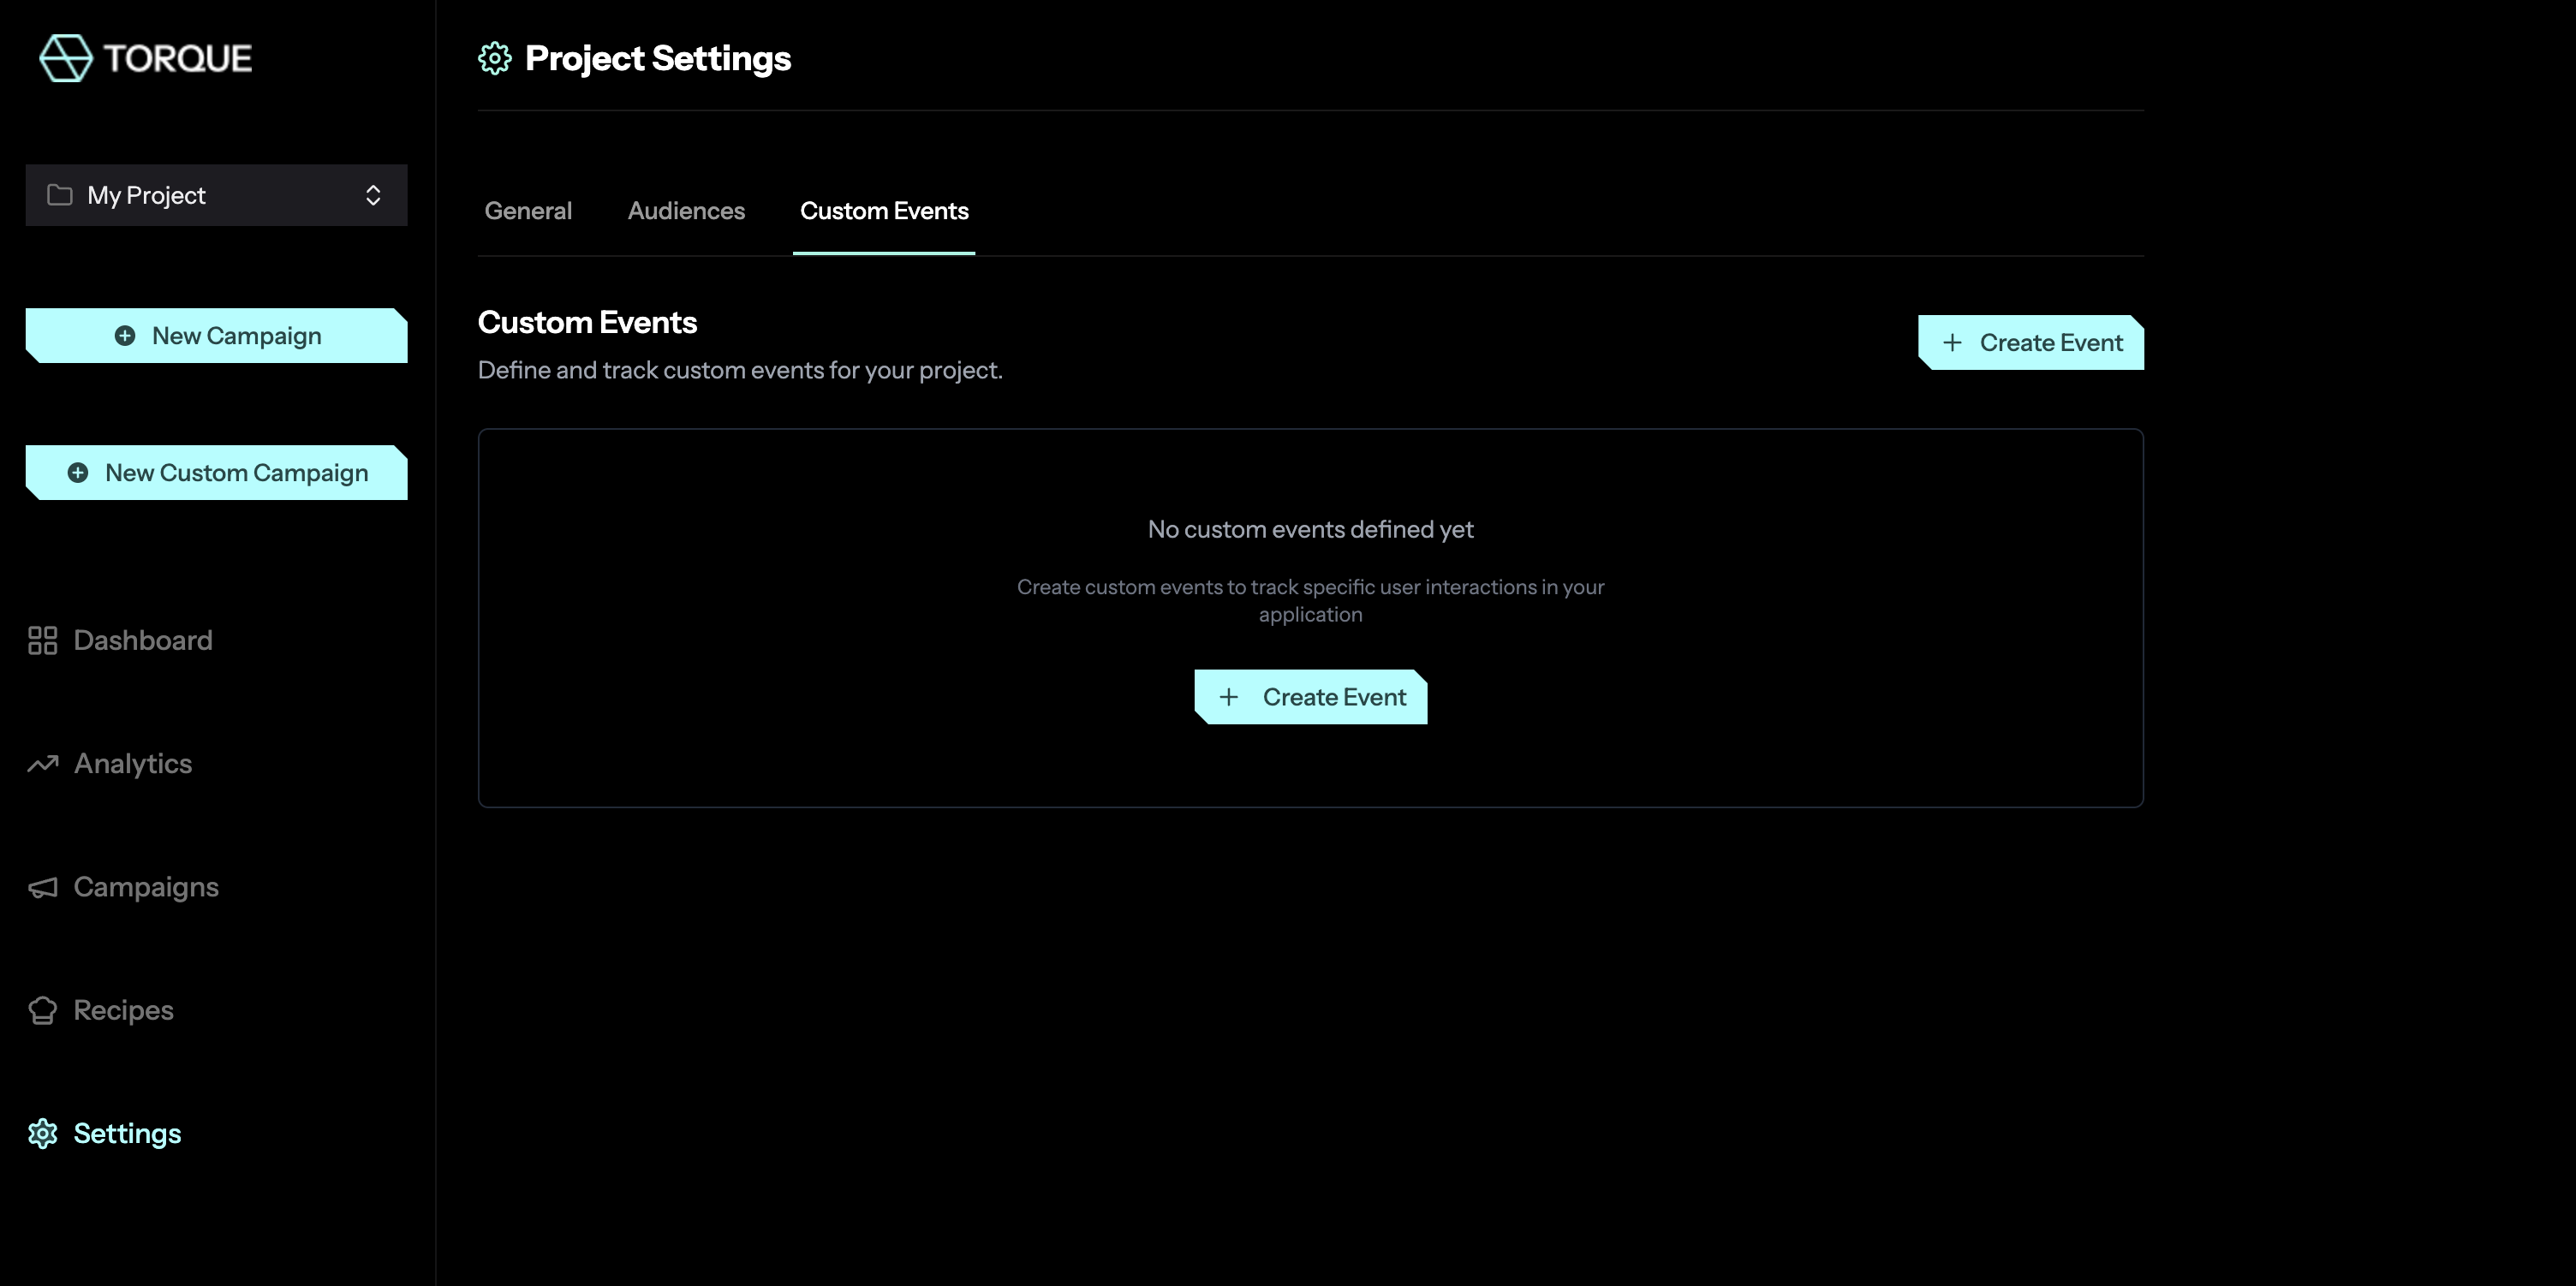 TORQUE
My Project
New Campaign
New Custom Campaign
Dashboard
Analytics
Campaigns
Recipes
Settings
Project Settings
General
Audiences
Custom Events
Custom Events
Define and track custom events for your project.
Create Event
No custom events defined yet
Create custom events to track specific user interactions in your
application
Create Event